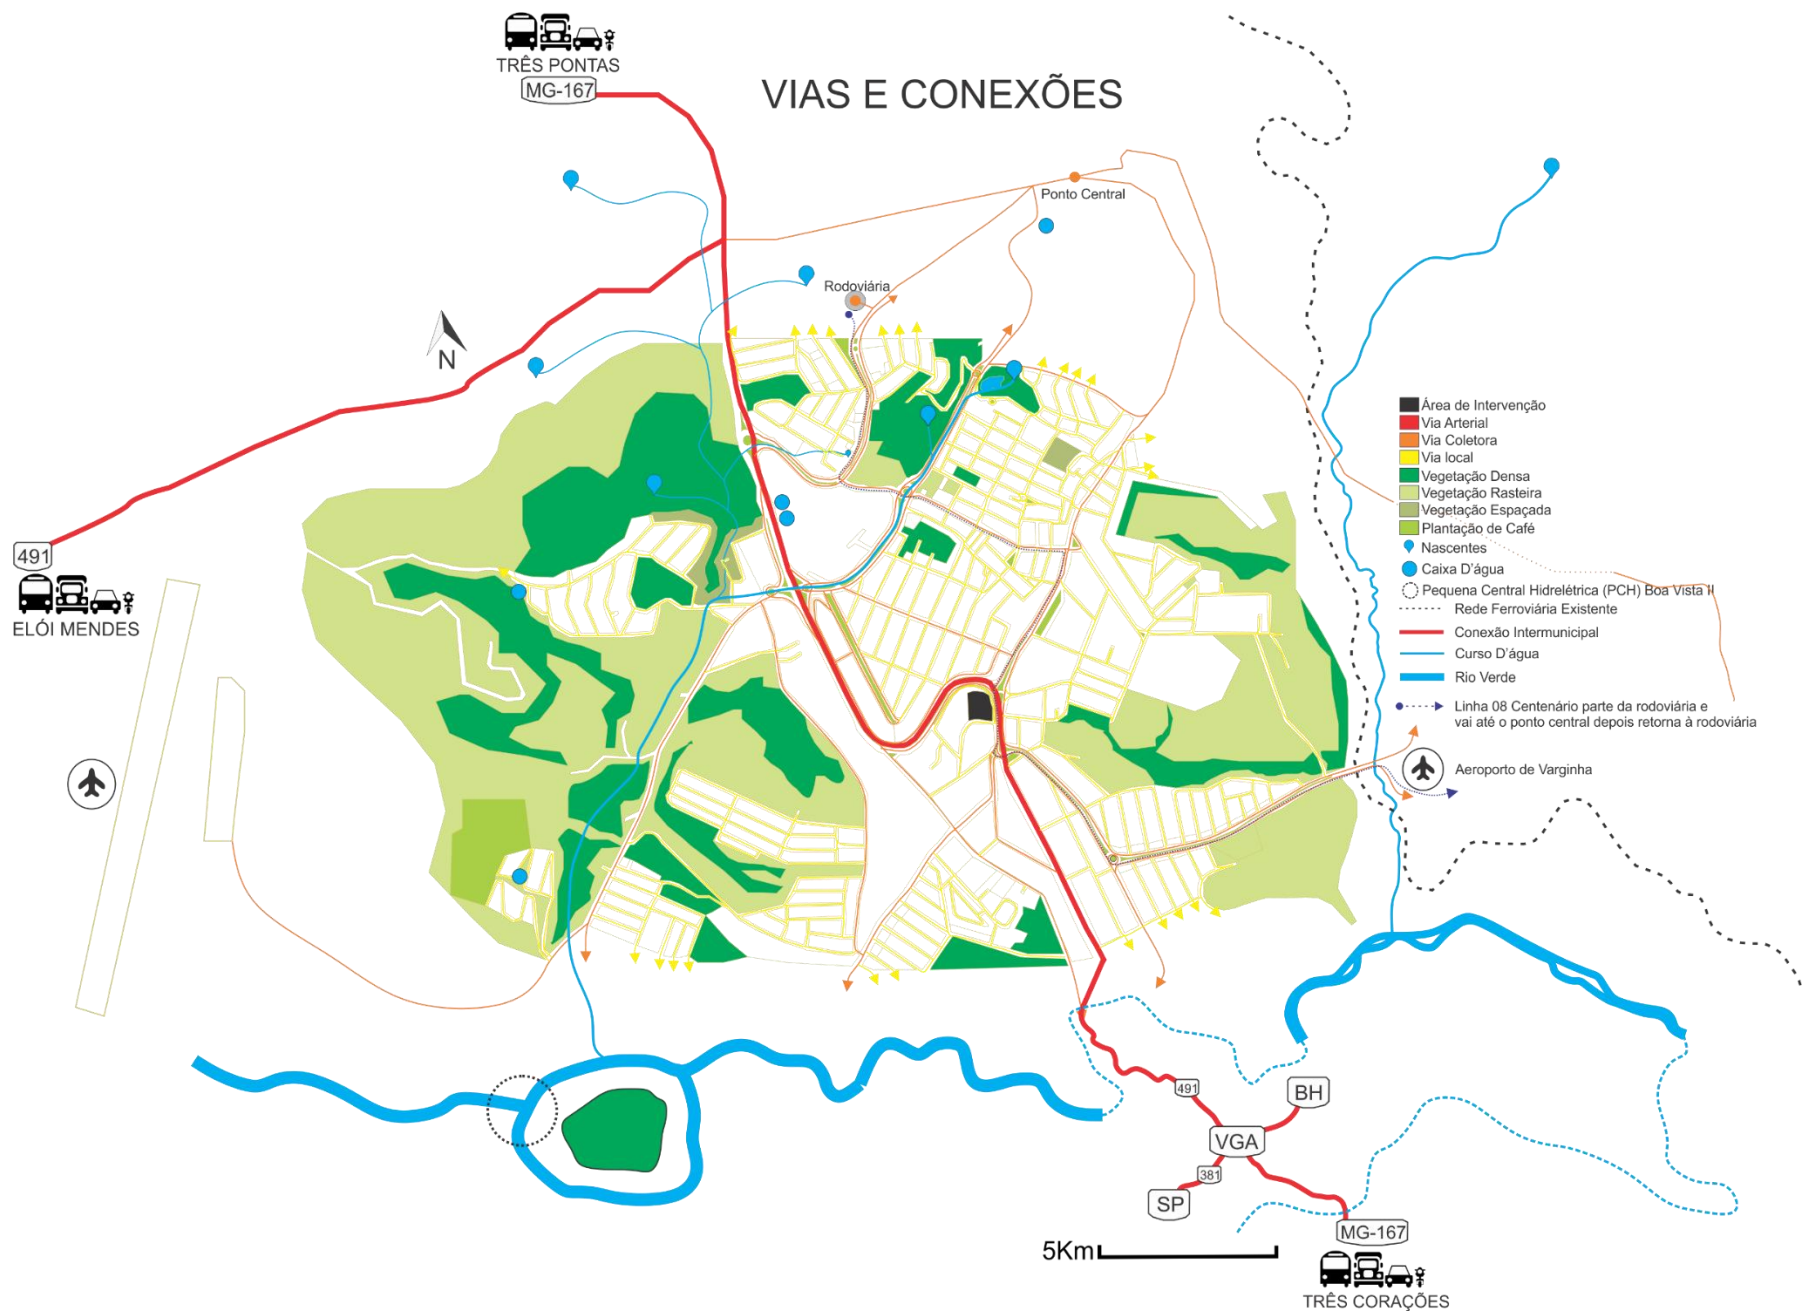 TRÊS PONTAS
MG-167
VIAS E CONEXÕES
Ponto Central
Rodoviária
N
491
ELÓI MENDES
Área de Intervenção
Via Arterial
Via Coletora
Via local
Vegetação Densa
Vegetação Rasteira
Vegetação Espaçada
Plantação de Café
Nascentes
Caixa D'água
Pequena Central Hidrelétrica (PCH) Boa Vista II
Rede Ferroviária Existente
Conexão Intermunicipal
Curso D'água
Rio Verde
Linha 08 Centenário parte da rodoviária e
vai até o ponto central depois retorna à rodoviária
Aeroporto de Varginha
491
BH
VGA
381
SP
MG-167
5Km
TRÊS CORAÇÕES